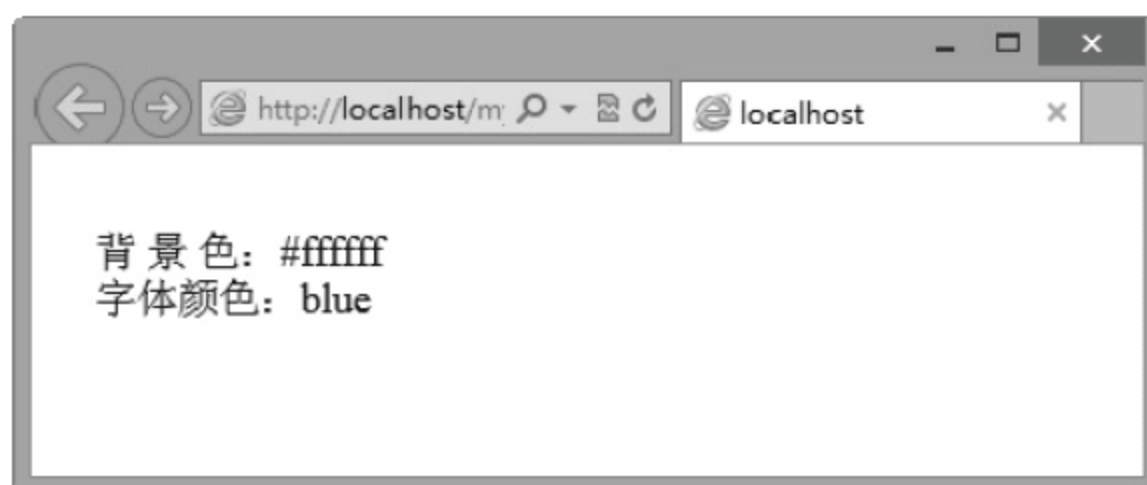 http://localhost/m
localhost
背 景 色：#ffffff
字体颜色：blue